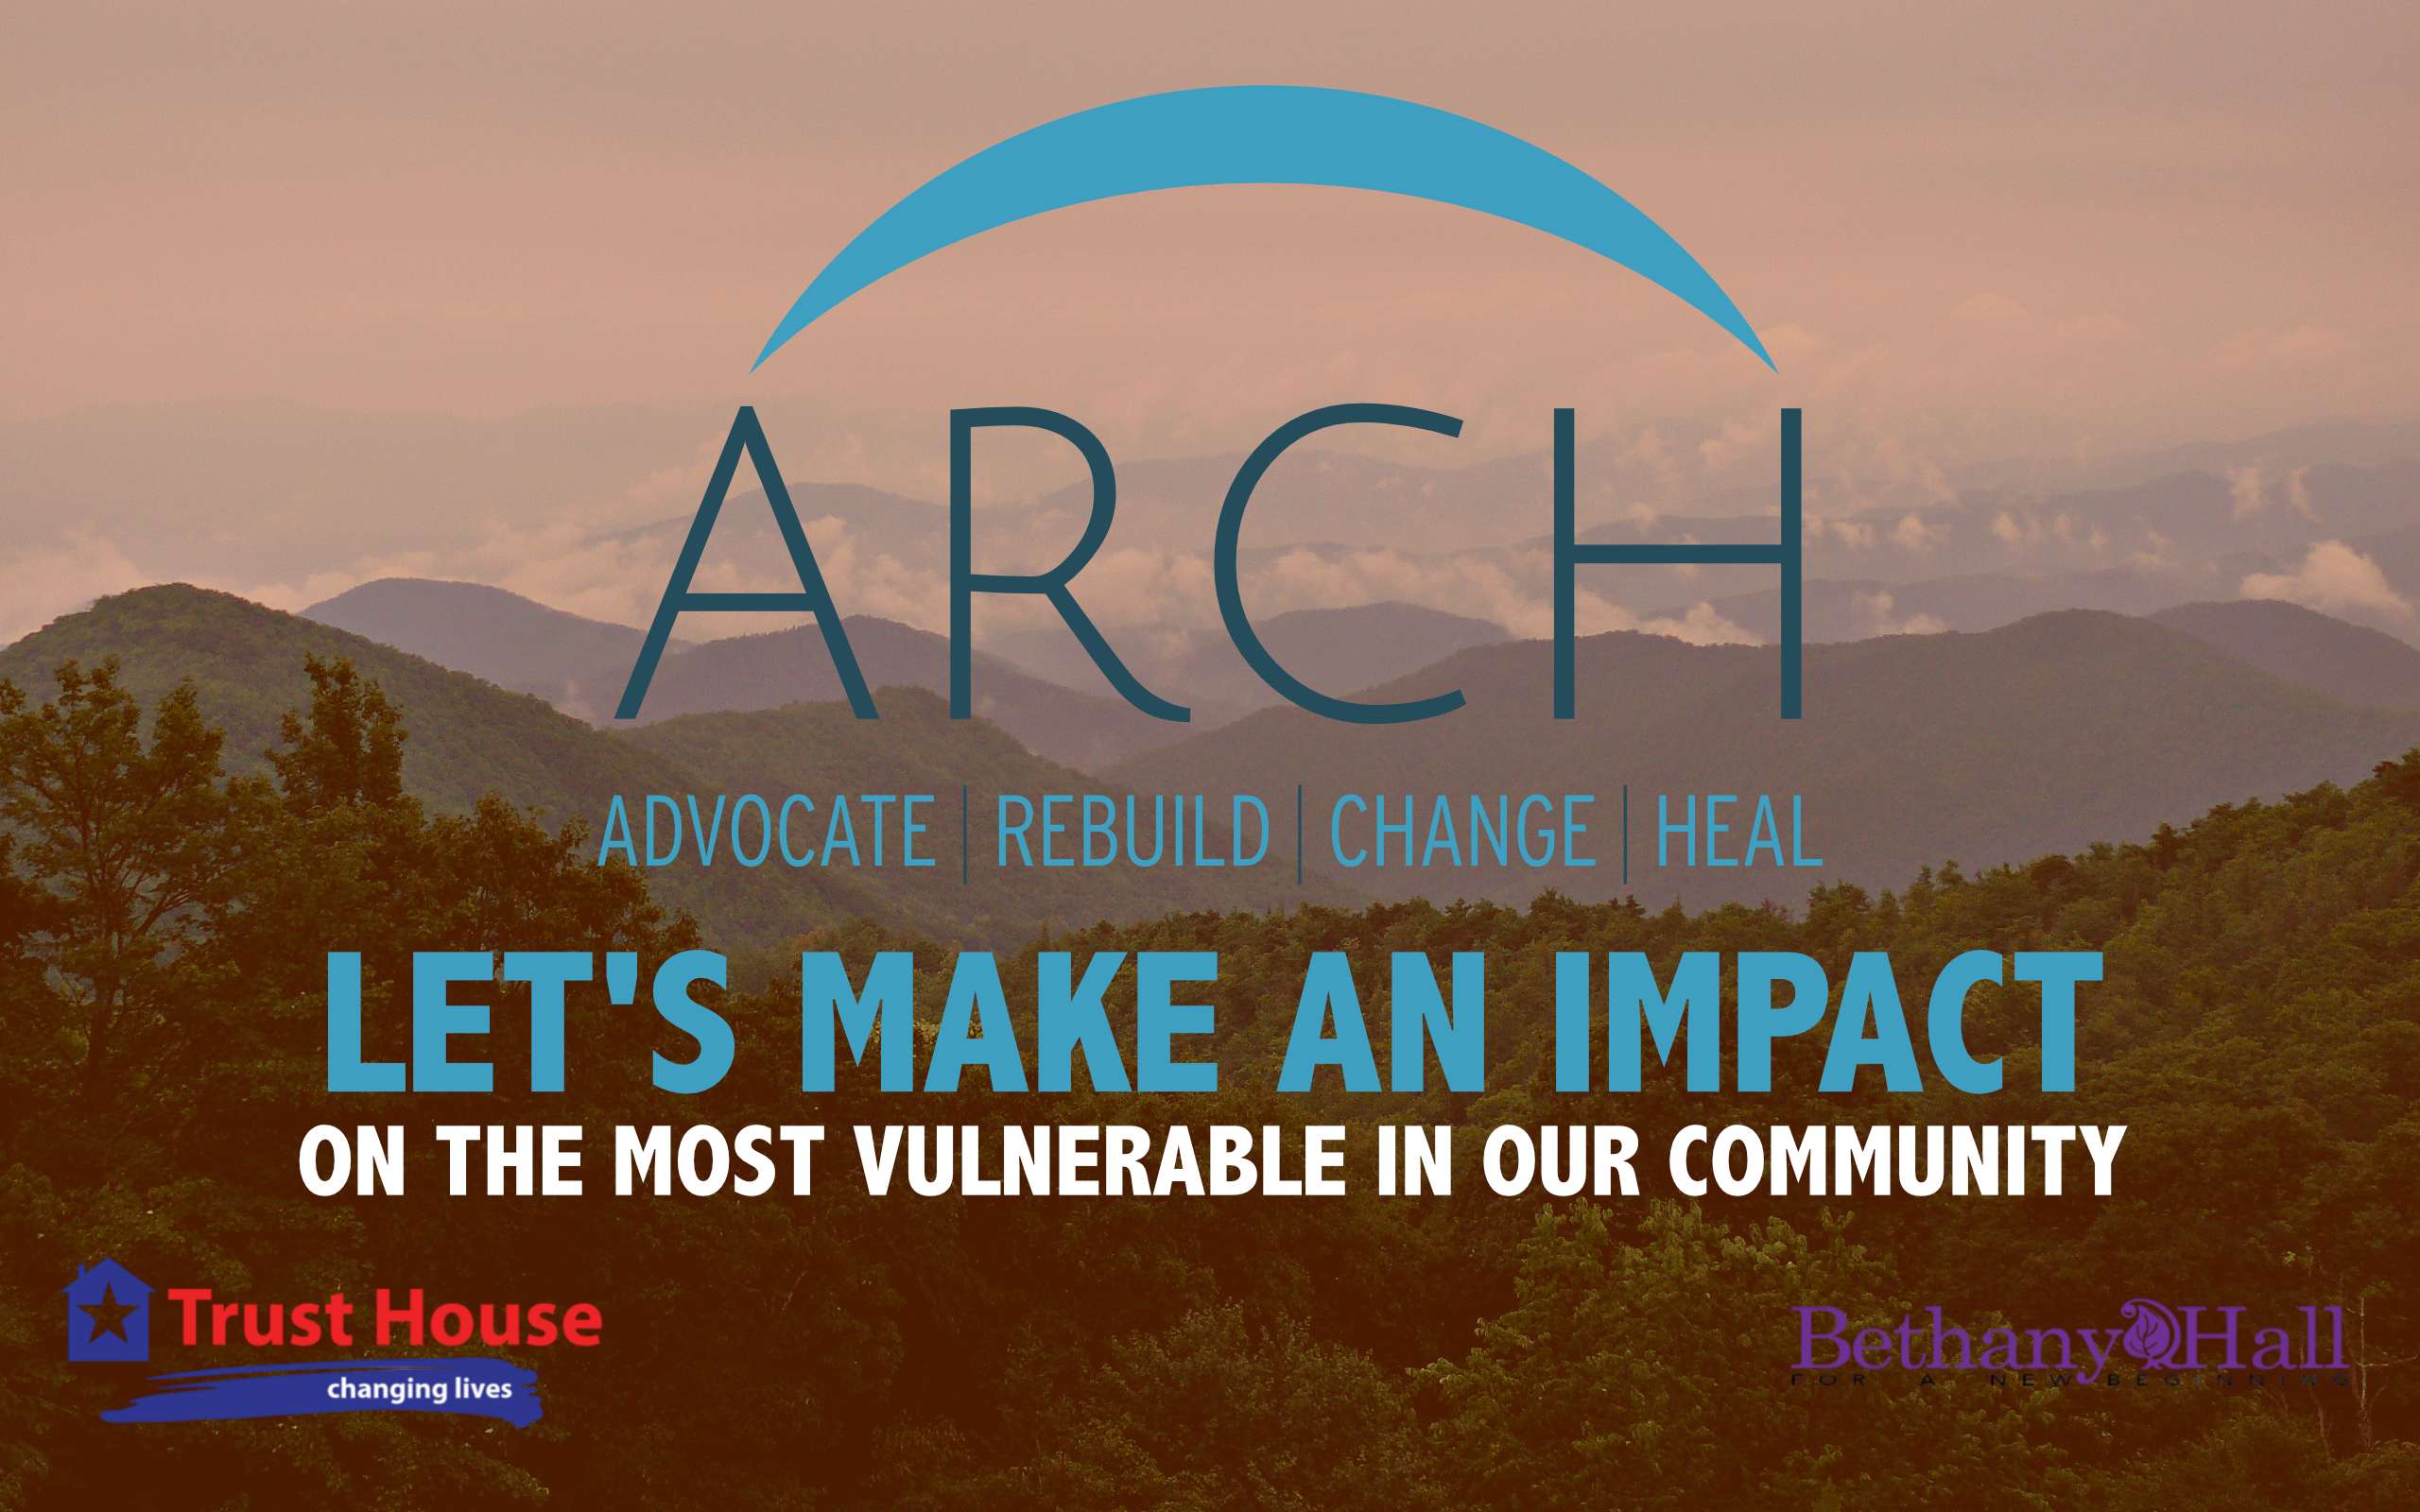 ARCH
ADVOCATE | REBUILD | CHANGE | HEAL
LET'S MAKE AN IMPACT
ON THE MOST VULNERABLE IN OUR COMMUNITY
Trust House
changing lives
Bethany Hall
FOR A NEW BEGINNING